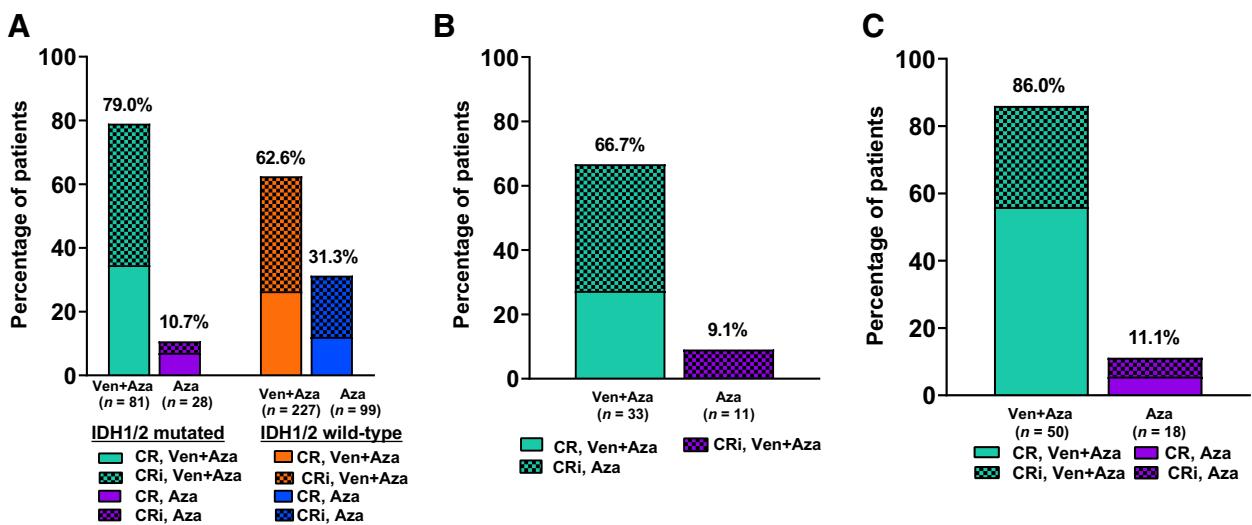 A
Percentage of patients
100
80
60
40
20
0
79.0%
10.7%
62.6%
31.3%
Ven+Aza
(n = 81)
Aza
(n = 28)
Ven+Aza
(n = 227)
Aza
(n = 99)
IDH1/2 mutated
CR, Ven+Aza
CRi, Ven+Aza
CR, Aza
CRi, Aza
IDH1/2 wild-type
CR, Ven+Aza
CRi, Ven+Aza
CR, Aza
CRi, Aza
B
Percentage of patients
100
80
60
40
20
0
66.7%
9.1%
Ven+Aza
(n = 33)
Aza
(n = 11)
CR, Ven+Aza
CRi, Ven+Aza
CRi, Aza
C
Percentage of patients
100
80
60
40
20
0
86.0%
11.1%
Ven+Aza
(n = 50)
Aza
(n = 18)
CR, Ven+Aza
CR, Aza
CRi, Ven+Aza
CRi, Aza